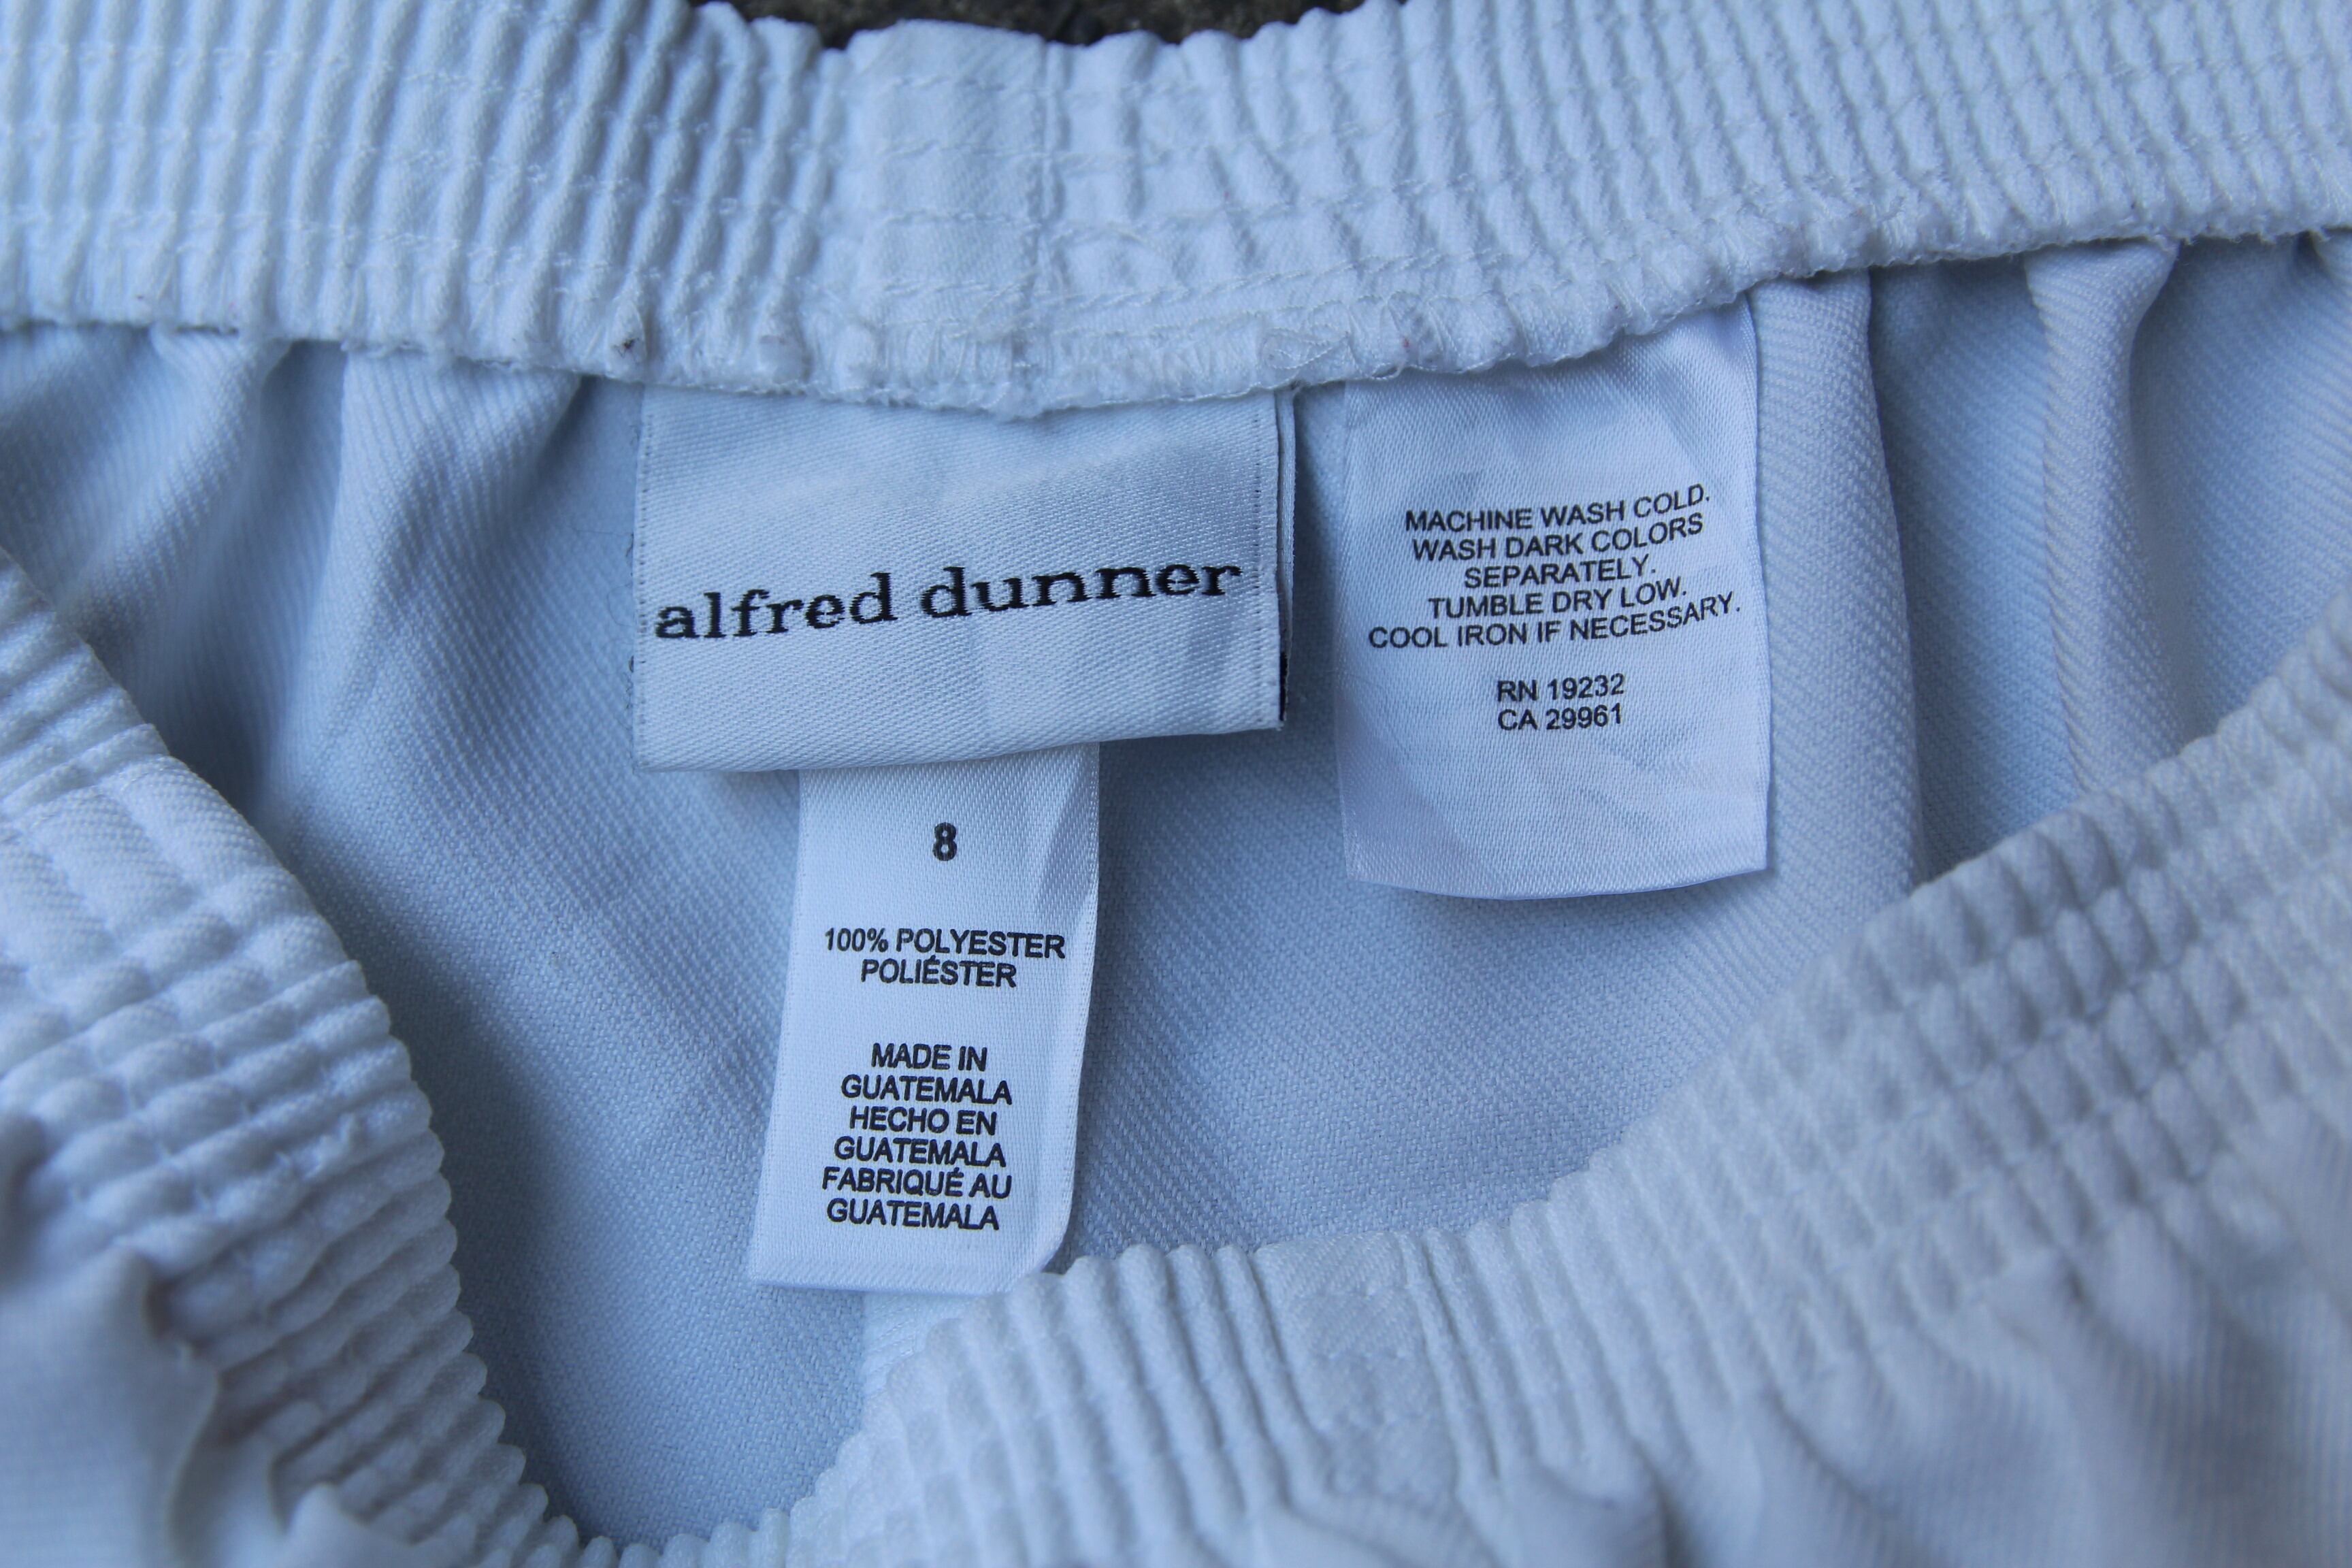 alfred dunner
8
100% POLYESTER
POLIÉSTER
MADE IN
GUATEMALA
HECHO EN
GUATEMALA
FABRIQUÉ AU
GUATEMALA
MACHINE WASH COLD.
WASH DARK COLORS
SEPARATELY.
TUMBLE DRY LOW.
COOL IRON IF NECESSARY.
RN 19232
CA 29961